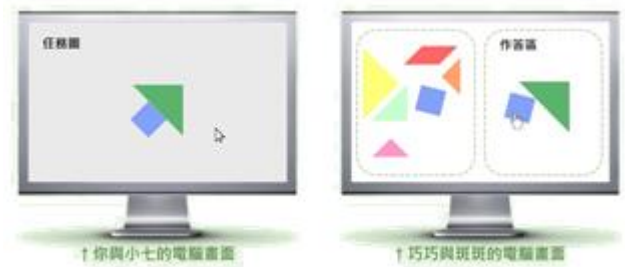 任務圖
作答區
↑你與小七的電腦畫面
↑巧巧與斑斑的電腦畫面